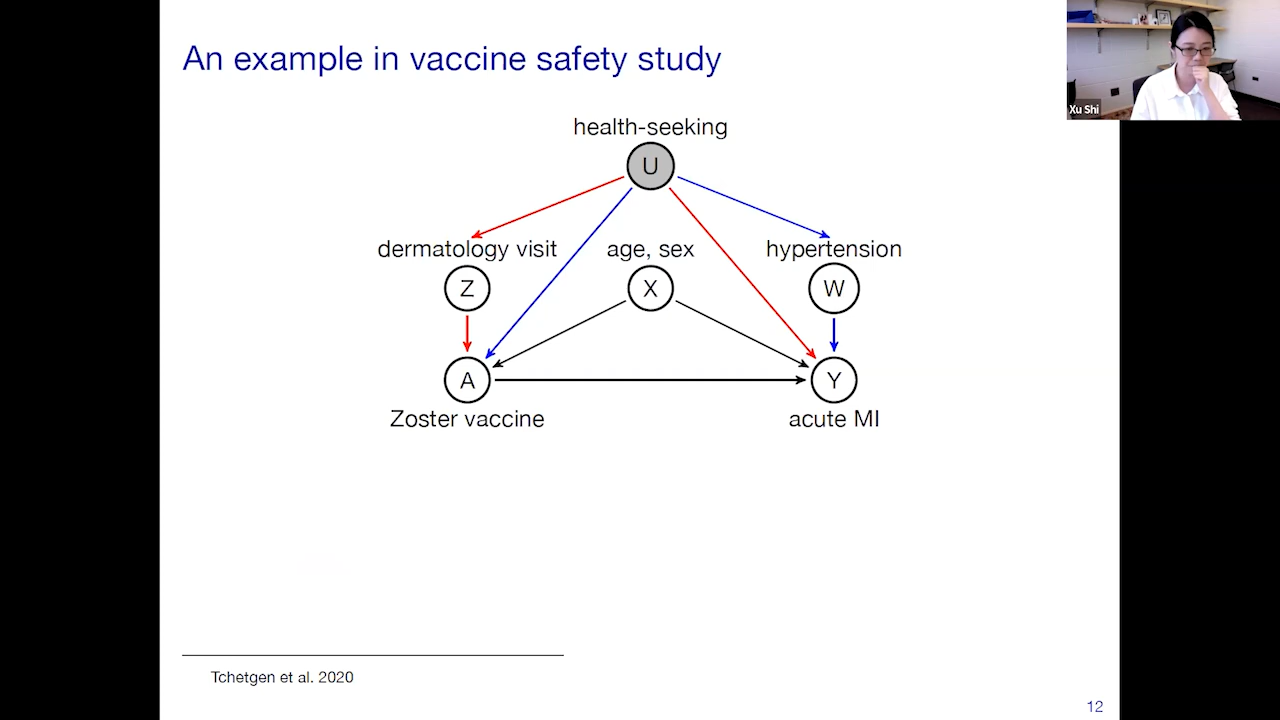 An example in vaccine safety study
Xu Shi
health-seeking
U
dermatology visit
age, sex
hypertension
Z
X
W
A
Y
Zoster vaccine
acute MI
Tchetgen et al. 2020
12